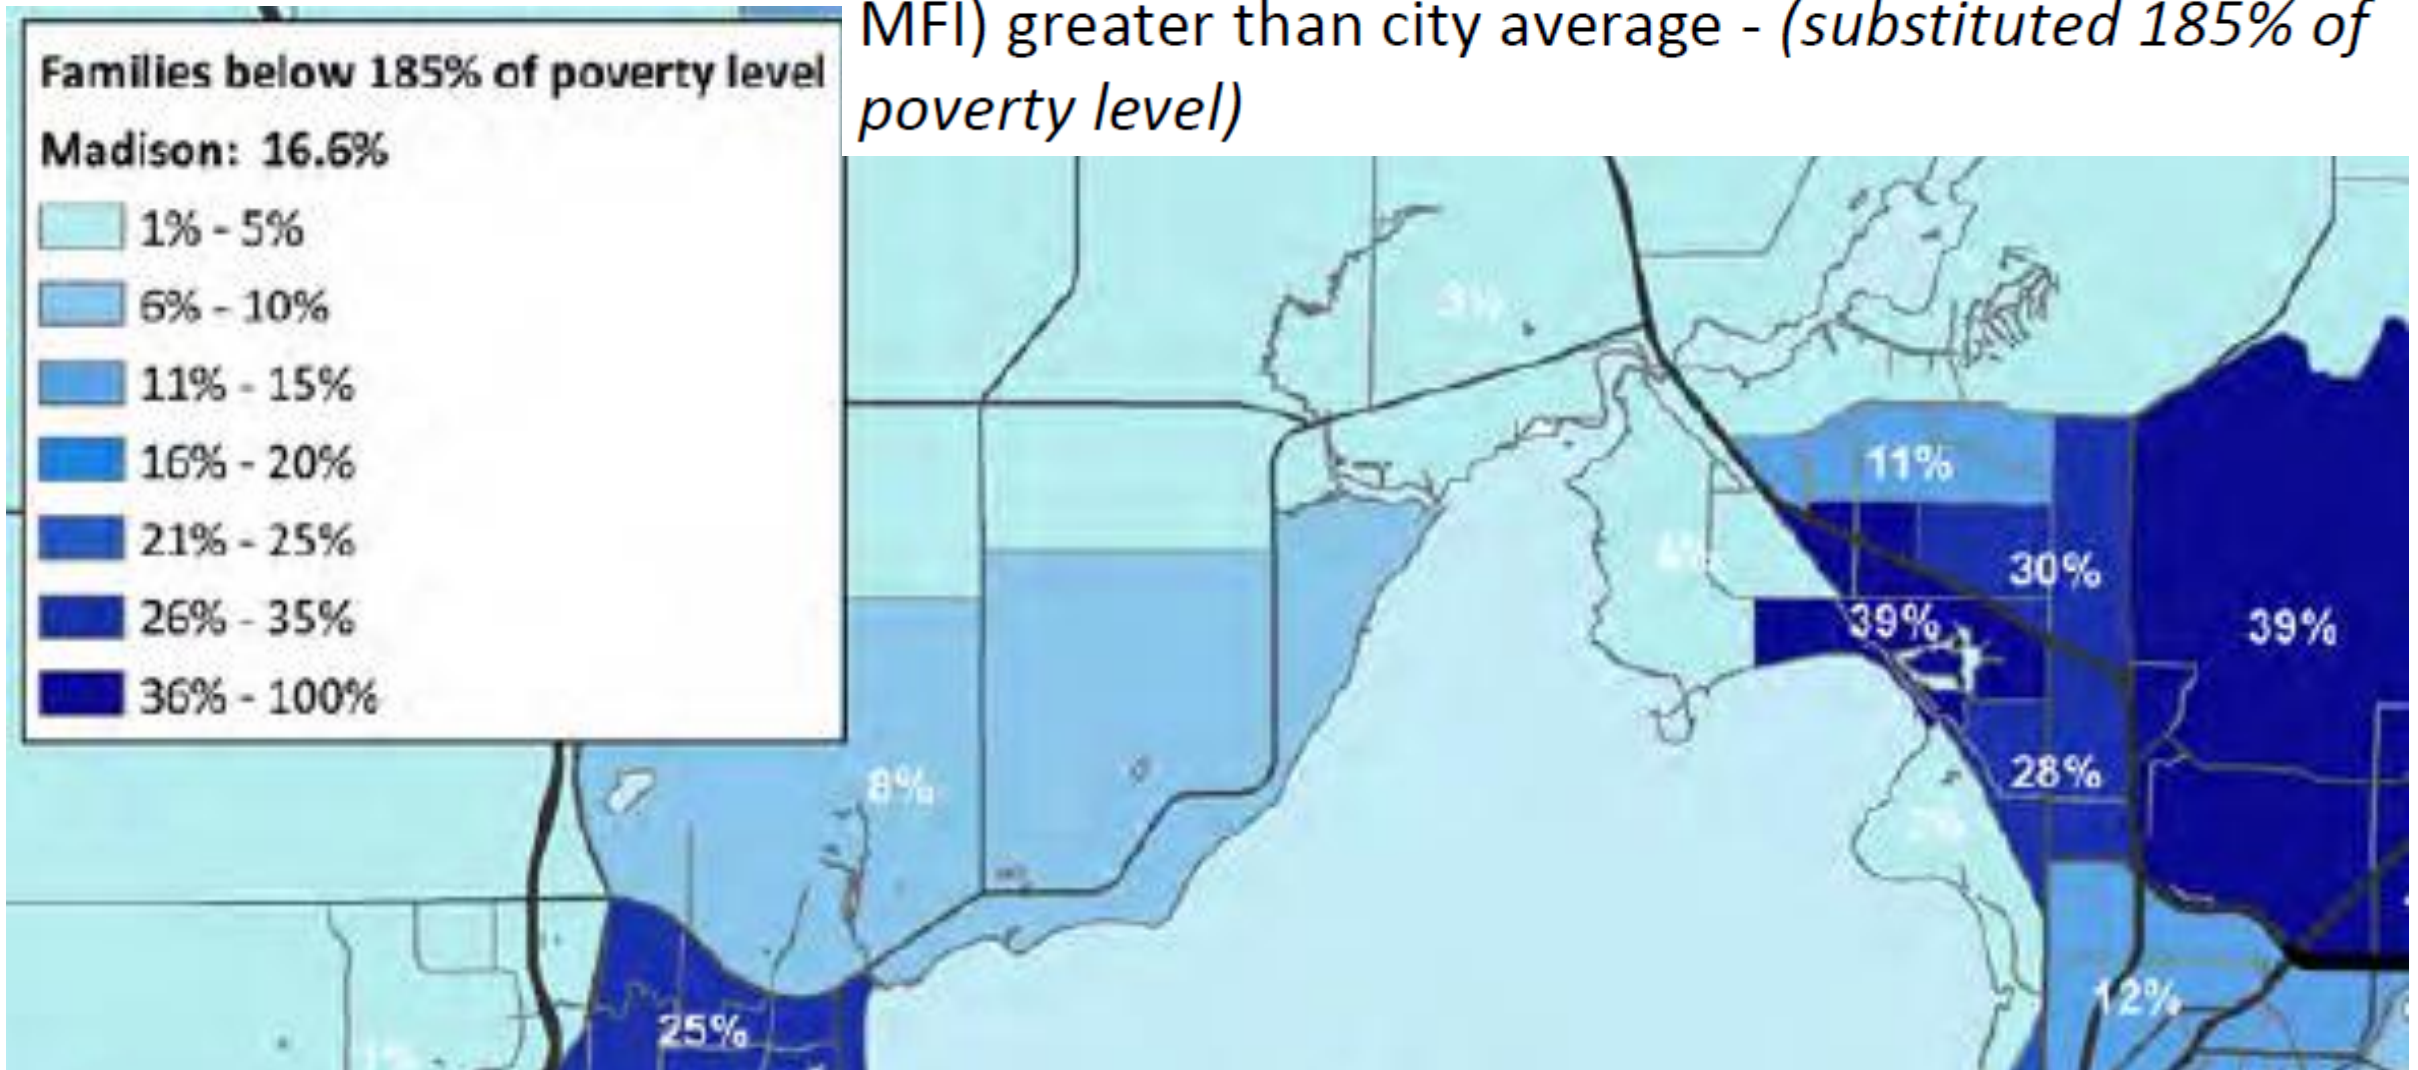 MFI) greater than city average - (substituted 185% of
poverty level)
Families below 185% of poverty level
Madison: 16.6%
1% - 5%
6% - 10%
11% - 15%
16% - 20%
21% - 25%
26% - 35%
36% - 100%
3%
11%
30%
39%
39%
28%
8%
12%
25%